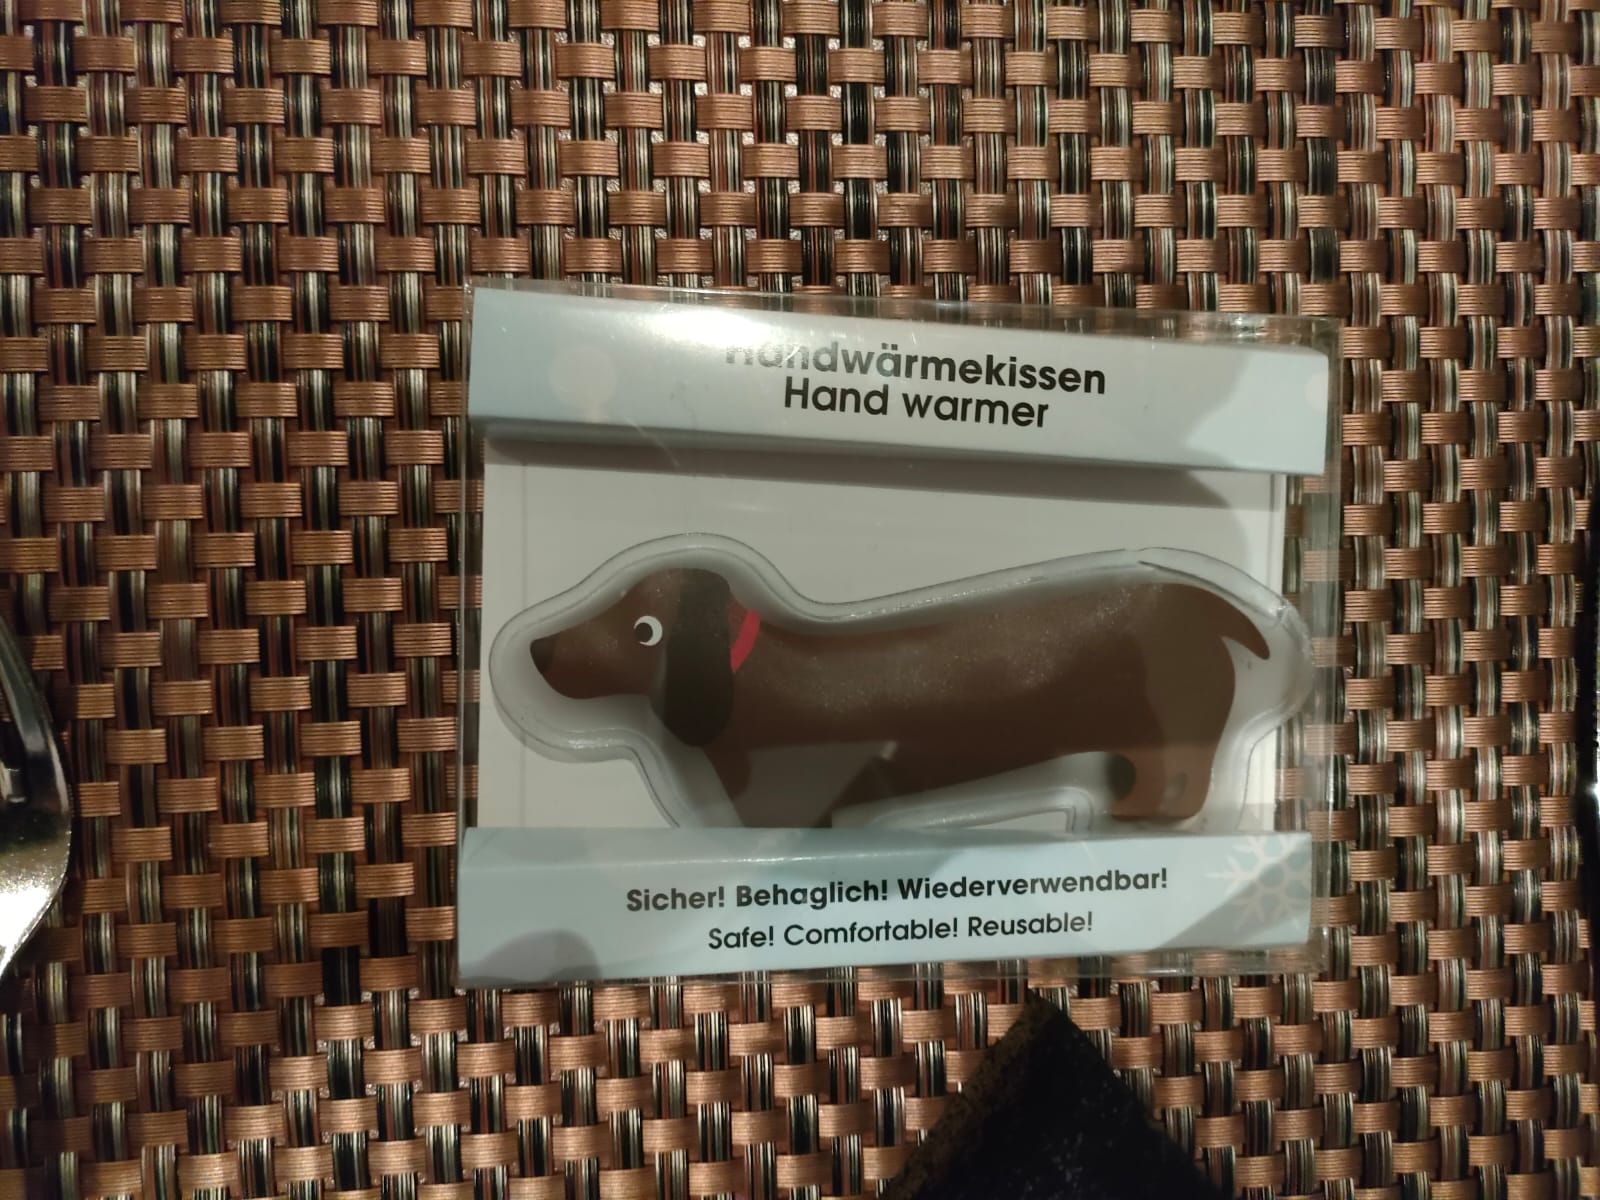 Handwärmekissen
Hand warmer
Sicher! Behaglich! Wiederverwendbar!
Safe! Comfortable! Reusable!